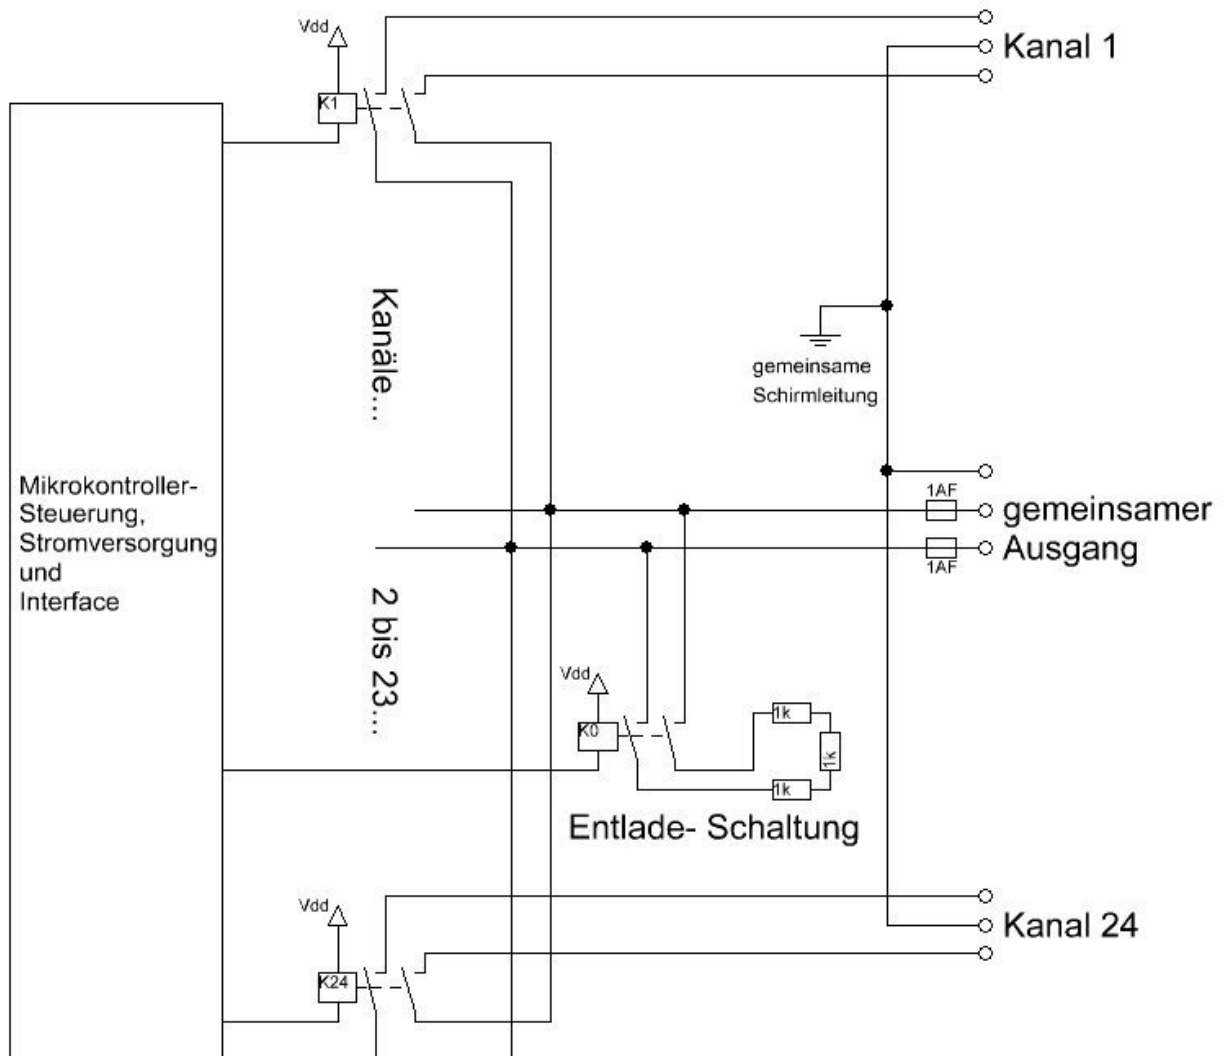 Vdd
K1
Kanal 1
Kanäle...
gemeinsame
Schirmleitung
Mikrokontroller-
Steuerung,
Stromversorgung
und
Interface
1AF
gemeinsamer
Ausgang
1AF
2 bis 23...
Vdd
K0
1k
1k
1k
Entlade- Schaltung
Vdd
K24
Kanal 24